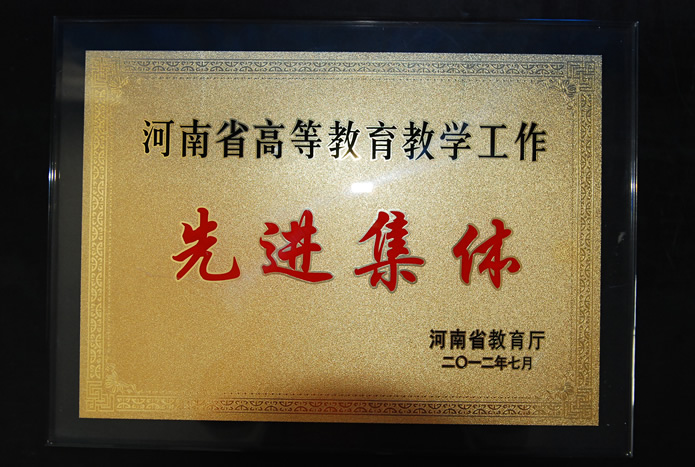 河南省高等教育教学工作
先进集体
河南省教育厅
二〇一二年七月